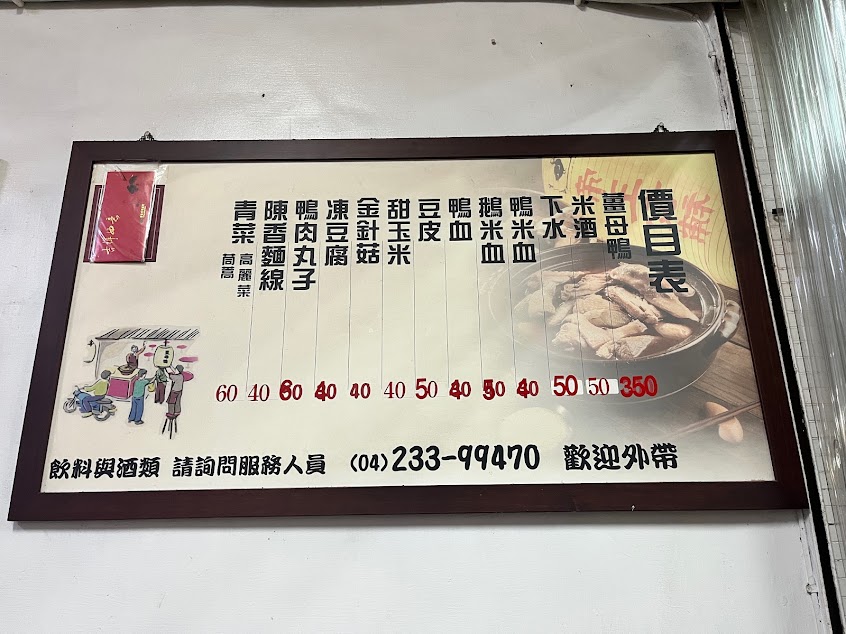 價目表
薑母鴨 350
米酒 50
下水 50
鴨米血 40
鵝米血 50
鴨血 40
豆皮 50
甜玉米 40
金針菇 40
凍豆腐 40
鴨肉丸子 60
陳香麵線 40
青菜 高麗菜 茼蒿 60
飲料與酒類 請詢問服務人員 (04)233-99470 歡迎外帶